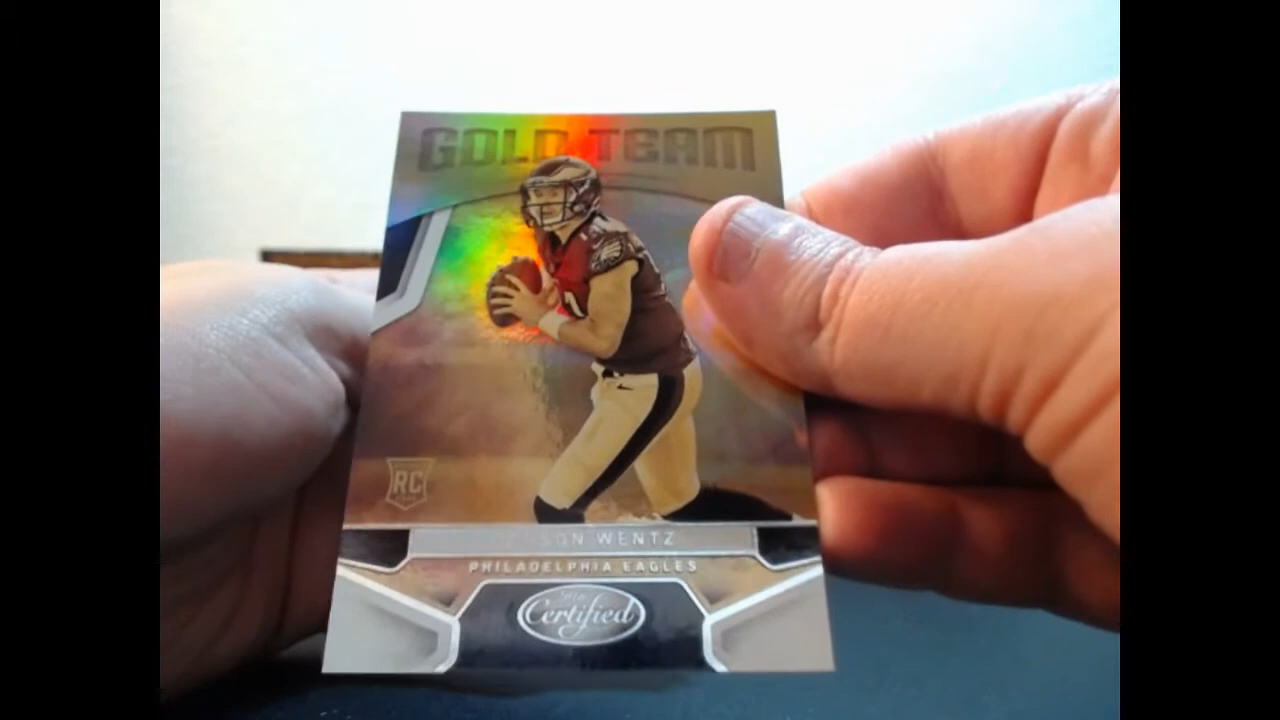 GOLD TEAM
RC
WENTZ
PHILADELPHIA EAGLES
Certified